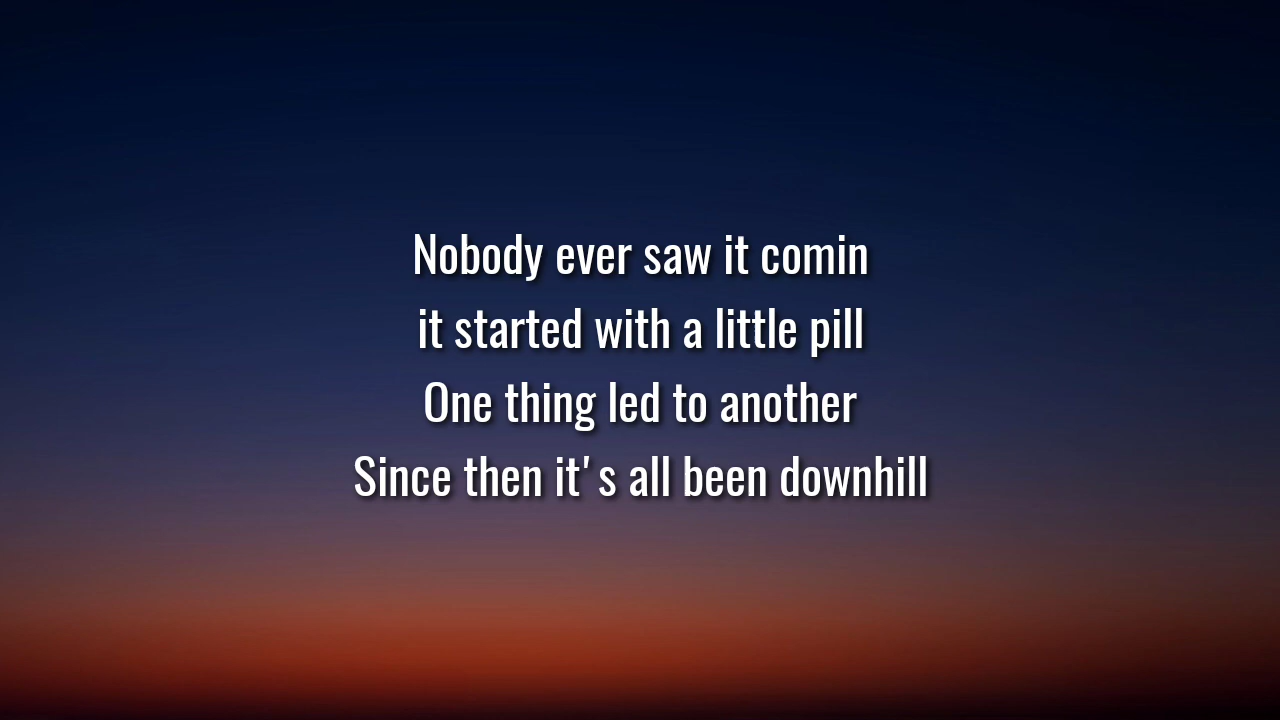 Nobody ever saw it comin
it started with a little pill
One thing led to another
Since then it's all been downhill